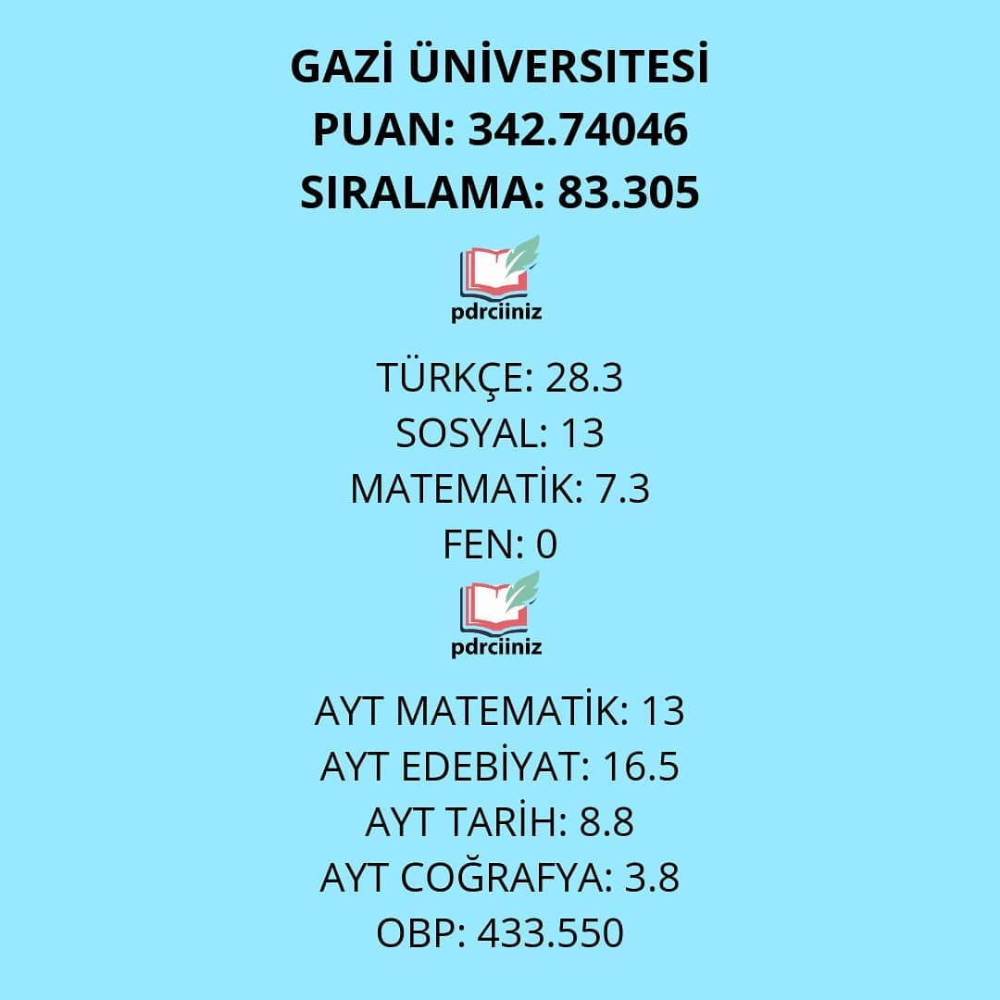 GAZİ ÜNİVERSITESİ
PUAN: 342.74046
SIRALAMA: 83.305
pdrciiniz
TÜRKÇE: 28.3
SOSYAL: 13
MATEMATİK: 7.3
FEN: 0
pdrciiniz
AYT MATEMATİK: 13
AYT EDEBİYAT: 16.5
AYT TARİH: 8.8
AYT COĞRAFYA: 3.8
OBP: 433.550